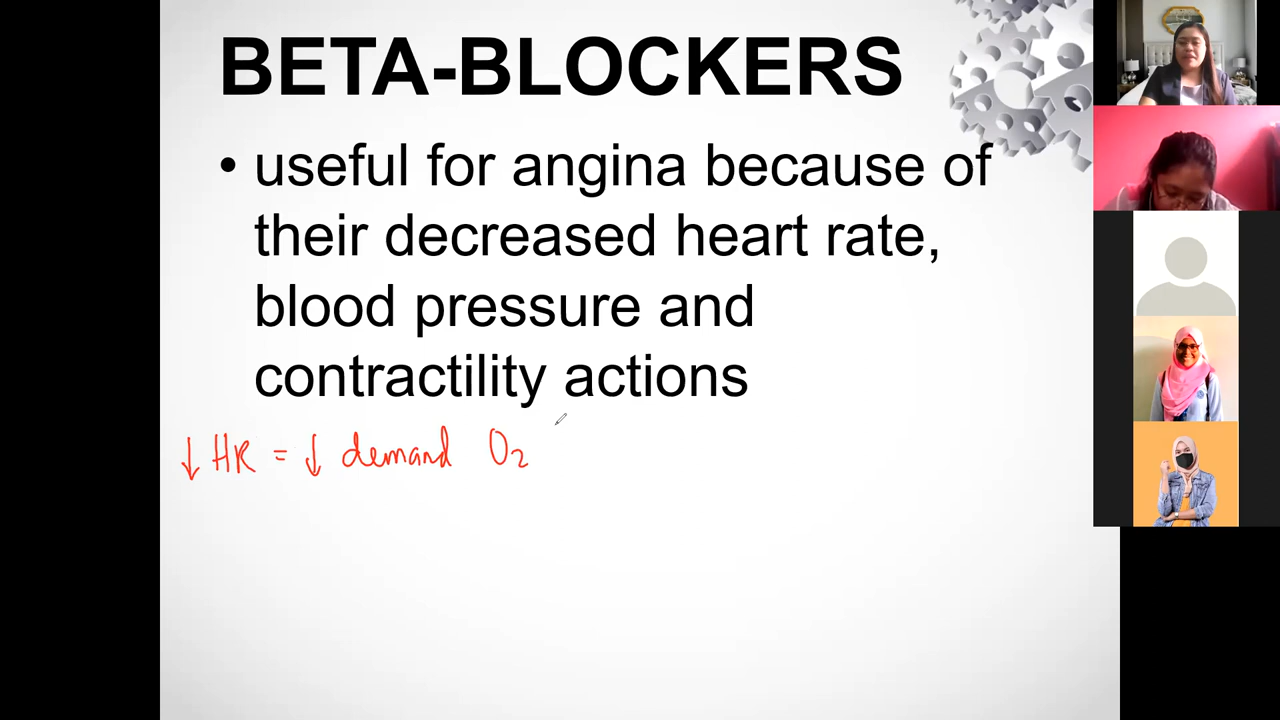 BETA-BLOCKERS
• useful for angina because of
their decreased heart rate,
blood pressure and
contractility actions
↓ HR = ↓ demand O₂